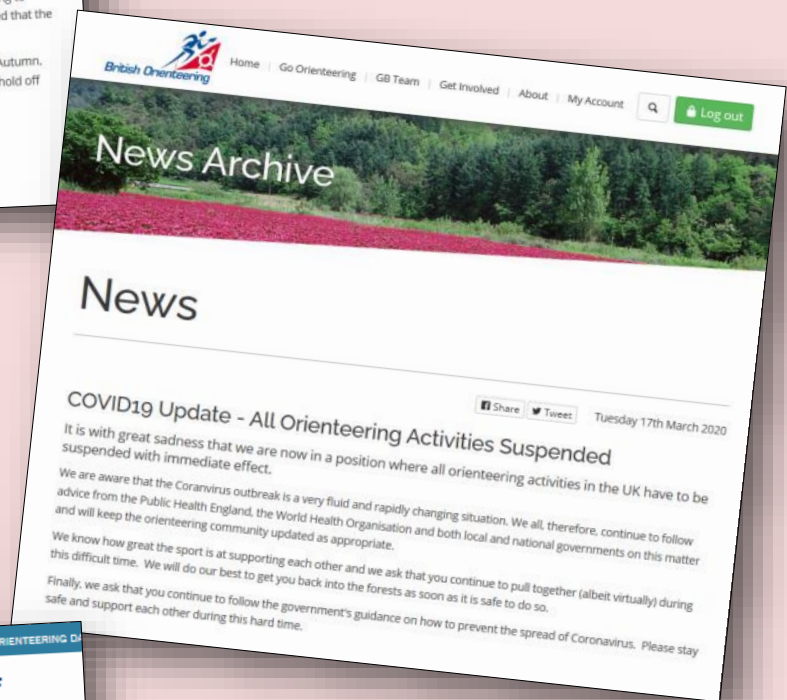 d that the
Autumn.
hold off
British Orienteering
Home | Go Orienteering | GB Team | Get Involved | About | My Account
Log out
News Archive
News
Share Tweet Tuesday 17th March 2020
COVID19 Update - All Orienteering Activities Suspended
It is with great sadness that we are now in a position where all orienteering activities in the UK have to be
suspended with immediate effect.
We are aware that the Coranvirus outbreak is a very fluid and rapidly changing situation. We all, therefore, continue to follow
advice from the Public Health England, the World Health Organisation and both local and national governments on this matter
and will keep the orienteering community updated as appropriate.
We know how great the sport is at supporting each other and we ask that you continue to pull together (albeit virtually) during
this difficult time. We will do our best to get you back into the forests as soon as it is safe to do so.
Finally, we ask that you continue to follow the government's guidance on how to prevent the spread of Coronavirus. Please stay
safe and support each other during this hard time.
RIENTEERING DA